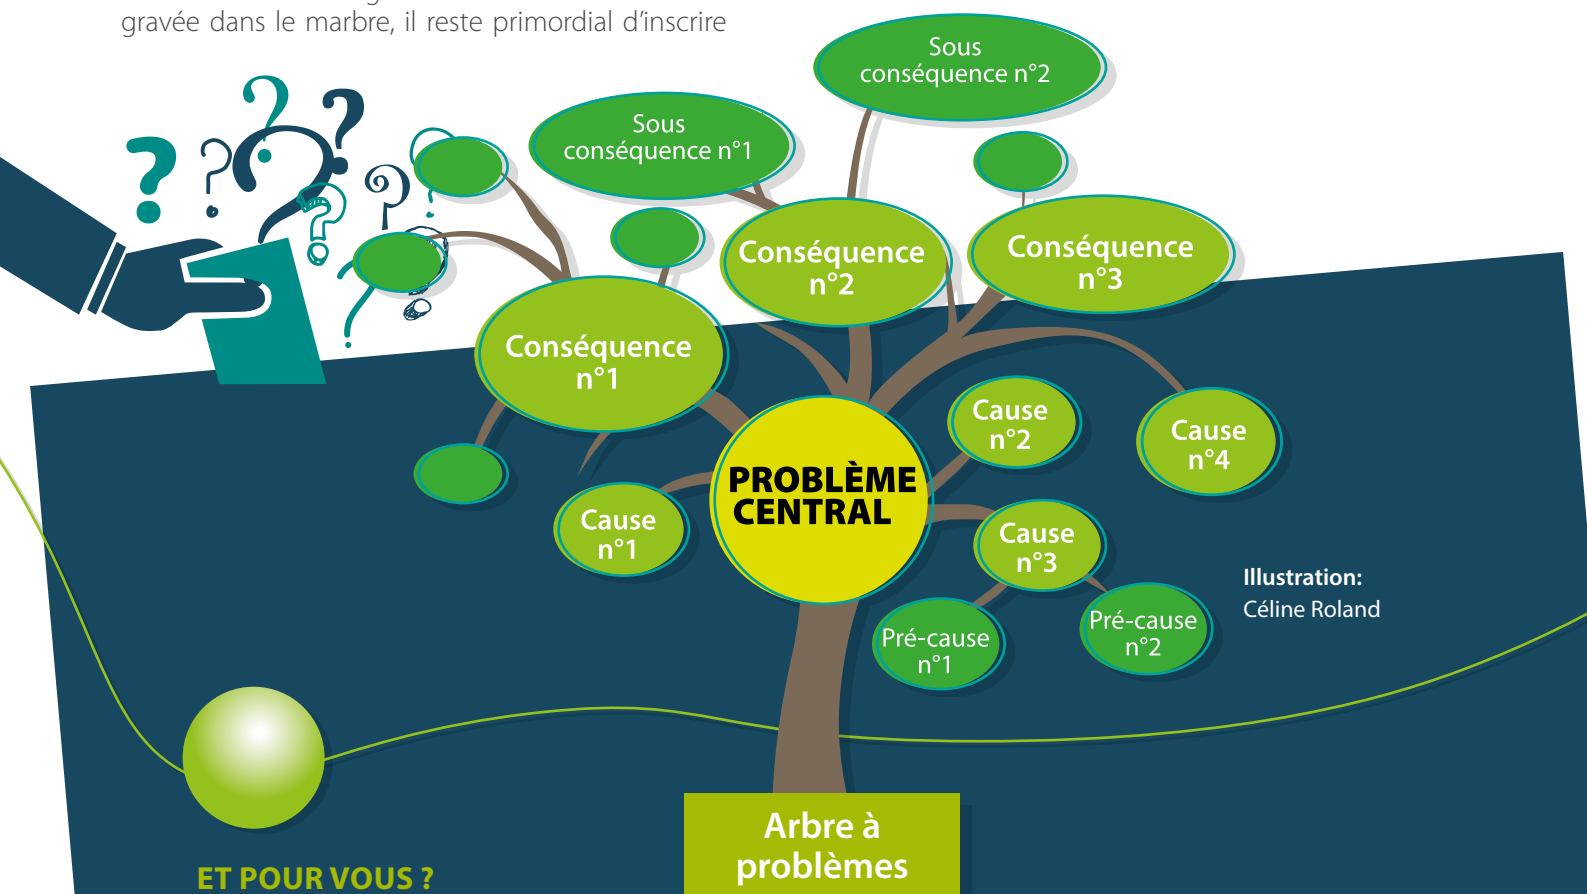 gravée dans le marbre, il reste primordial d’inscrire
Sous
conséquence n°2
Sous
conséquence n°1
Conséquence
n°2
Conséquence
n°3
Conséquence
n°1
PROBLÈME
CENTRAL
Cause
n°2
Cause
n°4
Cause
n°1
Cause
n°3
Pré-cause
n°1
Pré-cause
n°2
Illustration:
Céline Roland
Arbre à
problèmes
ET POUR VOUS ?